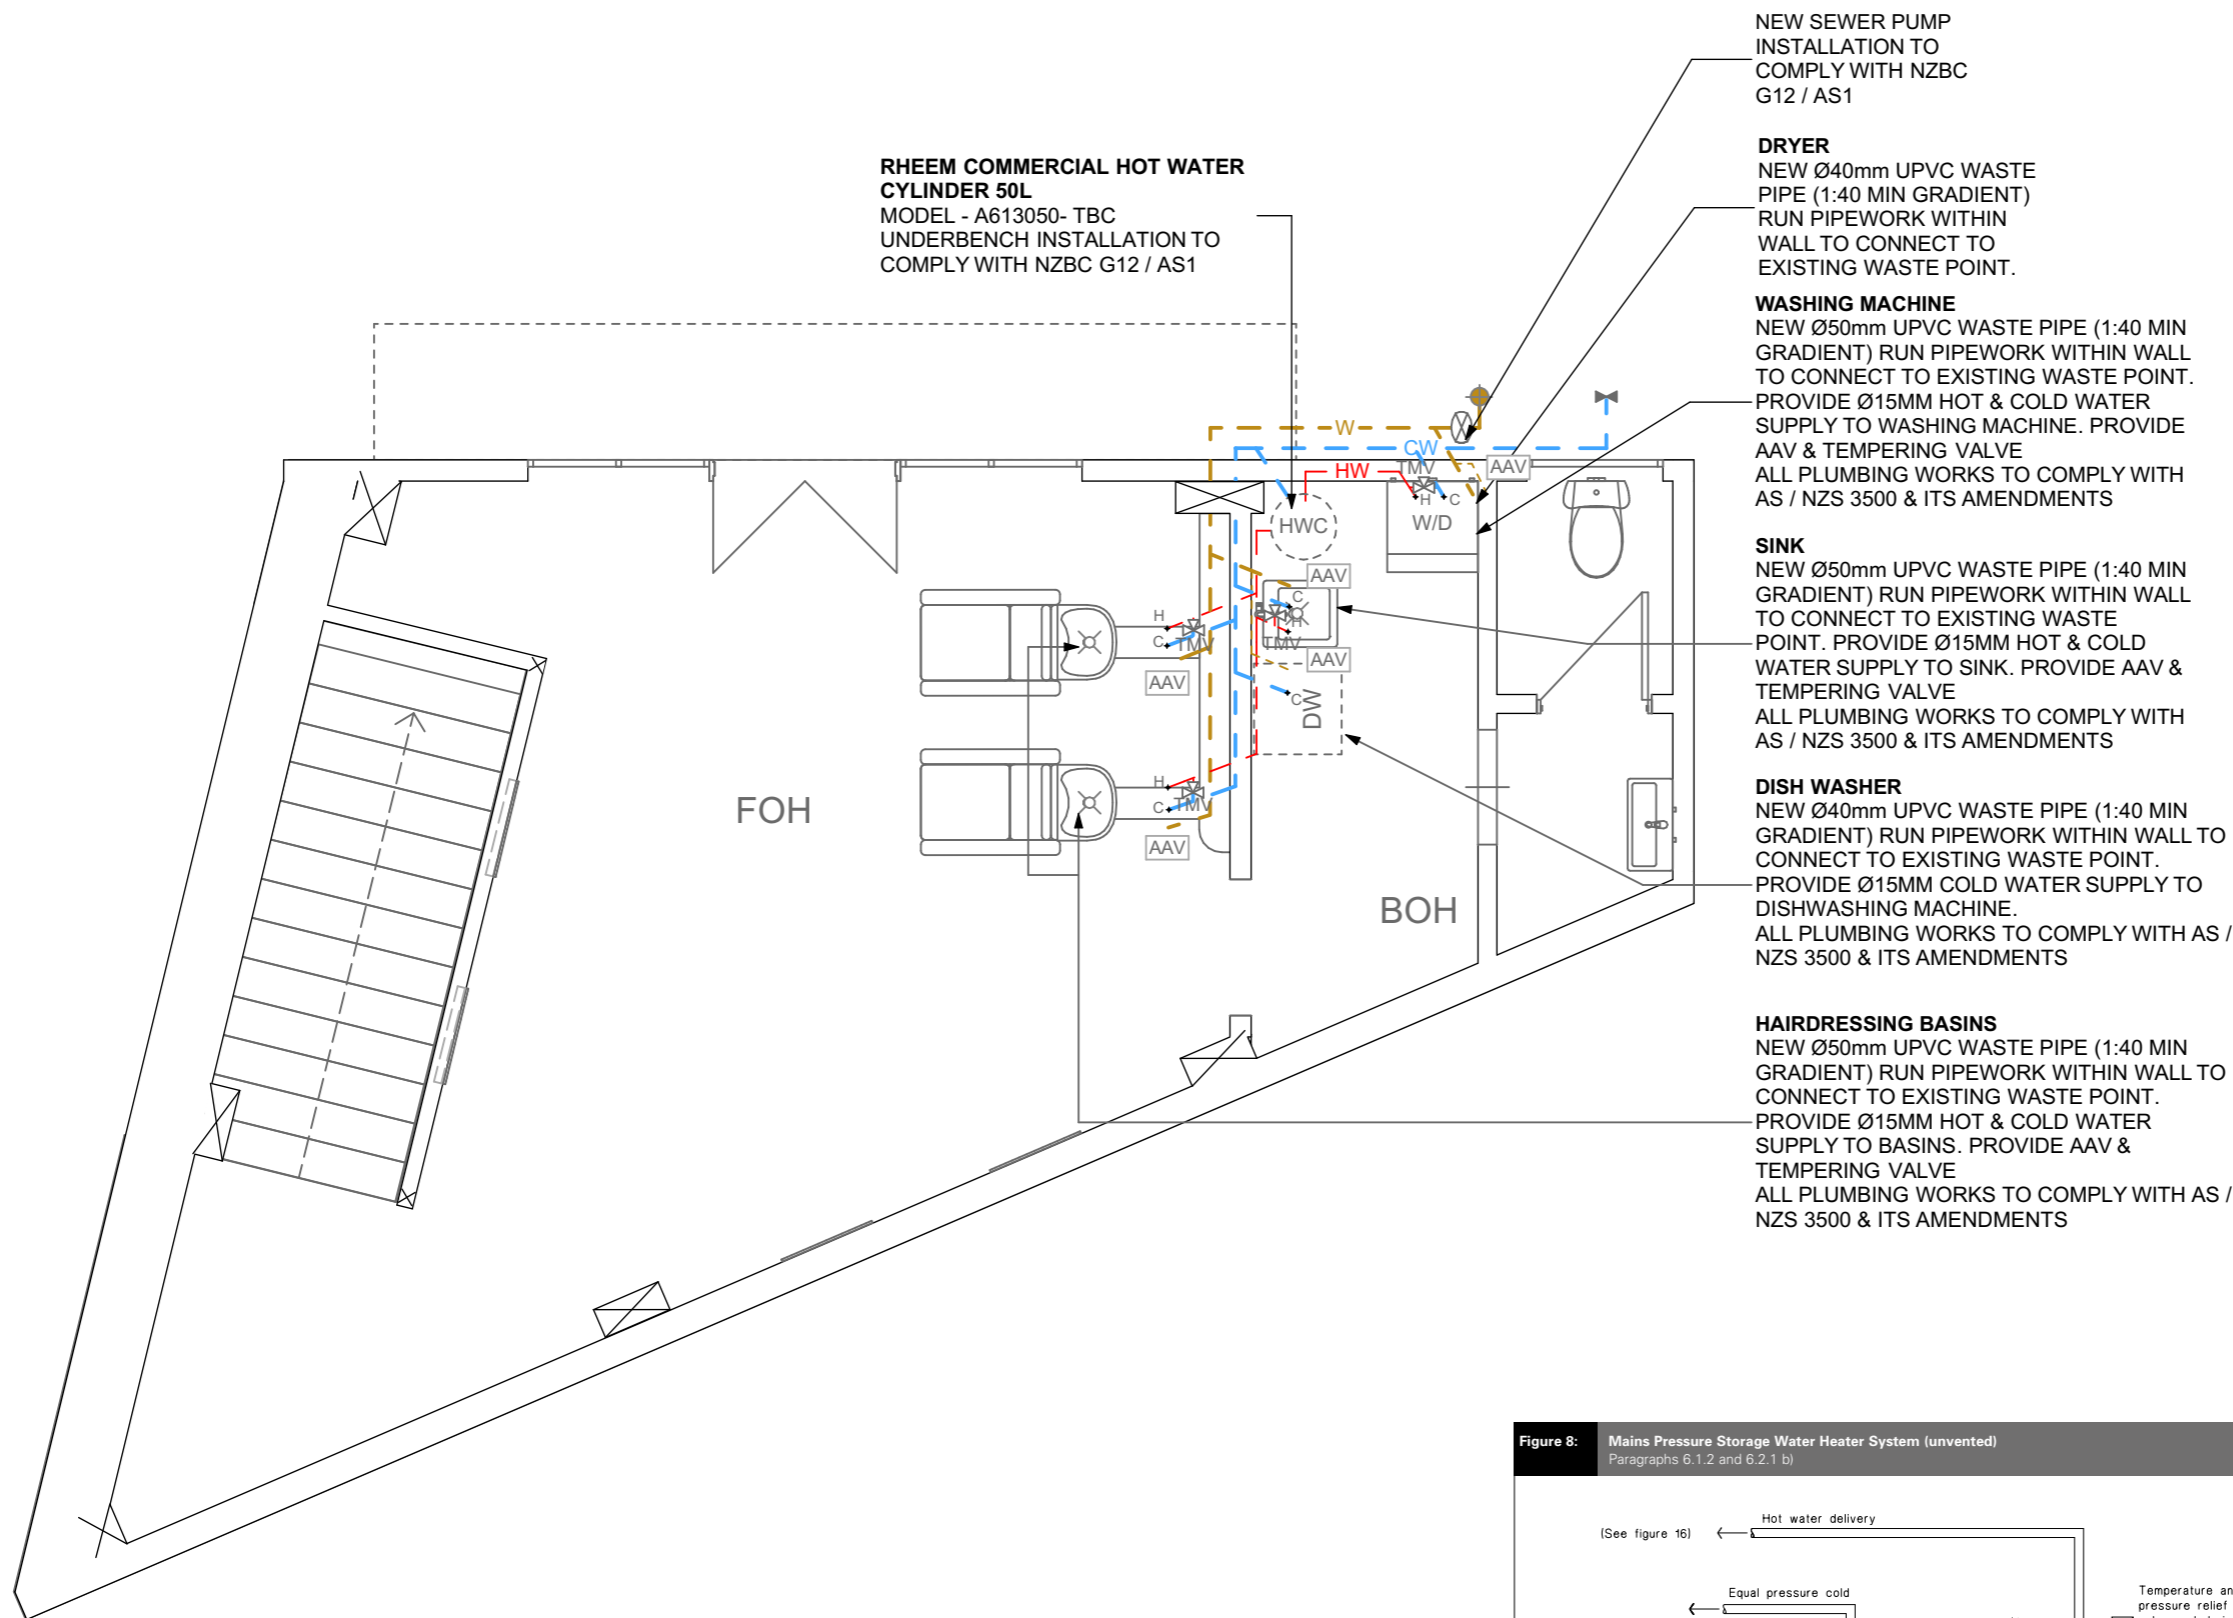 NEW SEWER PUMP
INSTALLATION TO
COMPLY WITH NZBC
G12 / AS1
DRYER
NEW Ø40mm UPVC WASTE
PIPE (1:40 MIN GRADIENT)
RUN PIPEWORK WITHIN
WALL TO CONNECT TO
EXISTING WASTE POINT.
RHEEM COMMERCIAL HOT WATER
CYLINDER 50L
MODEL - A613050- TBC
UNDERBENCH INSTALLATION TO
COMPLY WITH NZBC G12 / AS1
WASHING MACHINE
NEW Ø50mm UPVC WASTE PIPE (1:40 MIN
GRADIENT) RUN PIPEWORK WITHIN WALL
TO CONNECT TO EXISTING WASTE POINT.
PROVIDE Ø15MM HOT & COLD WATER
SUPPLY TO WASHING MACHINE. PROVIDE
AAV & TEMPERING VALVE
ALL PLUMBING WORKS TO COMPLY WITH
AS / NZS 3500 & ITS AMENDMENTS
SINK
NEW Ø50mm UPVC WASTE PIPE (1:40 MIN
GRADIENT) RUN PIPEWORK WITHIN WALL
TO CONNECT TO EXISTING WASTE
POINT. PROVIDE Ø15MM HOT & COLD
WATER SUPPLY TO SINK. PROVIDE AAV &
TEMPERING VALVE
ALL PLUMBING WORKS TO COMPLY WITH
AS / NZS 3500 & ITS AMENDMENTS
DISH WASHER
NEW Ø40mm UPVC WASTE PIPE (1:40 MIN
GRADIENT) RUN PIPEWORK WITHIN WALL TO
CONNECT TO EXISTING WASTE POINT.
PROVIDE Ø15MM COLD WATER SUPPLY TO
DISHWASHING MACHINE.
ALL PLUMBING WORKS TO COMPLY WITH AS /
NZS 3500 & ITS AMENDMENTS
HAIRDRESSING BASINS
NEW Ø50mm UPVC WASTE PIPE (1:40 MIN
GRADIENT) RUN PIPEWORK WITHIN WALL TO
CONNECT TO EXISTING WASTE POINT.
PROVIDE Ø15MM HOT & COLD WATER
SUPPLY TO BASINS. PROVIDE AAV &
TEMPERING VALVE
ALL PLUMBING WORKS TO COMPLY WITH AS /
NZS 3500 & ITS AMENDMENTS
W
CW
HW
TMV
AAV
H
C
W/D
HWC
AAV
C
H
TMV
AAV
C
DW
H
C
TMV
AAV
H
C
TMV
AAV
FOH
BOH
Figure 8:
Mains Pressure Storage Water Heater System (unvented)
Paragraphs 6.1.2 and 6.2.1 b)
Hot water delivery
(See figure 16)
Equal pressure cold
Temperature an
pressure relief